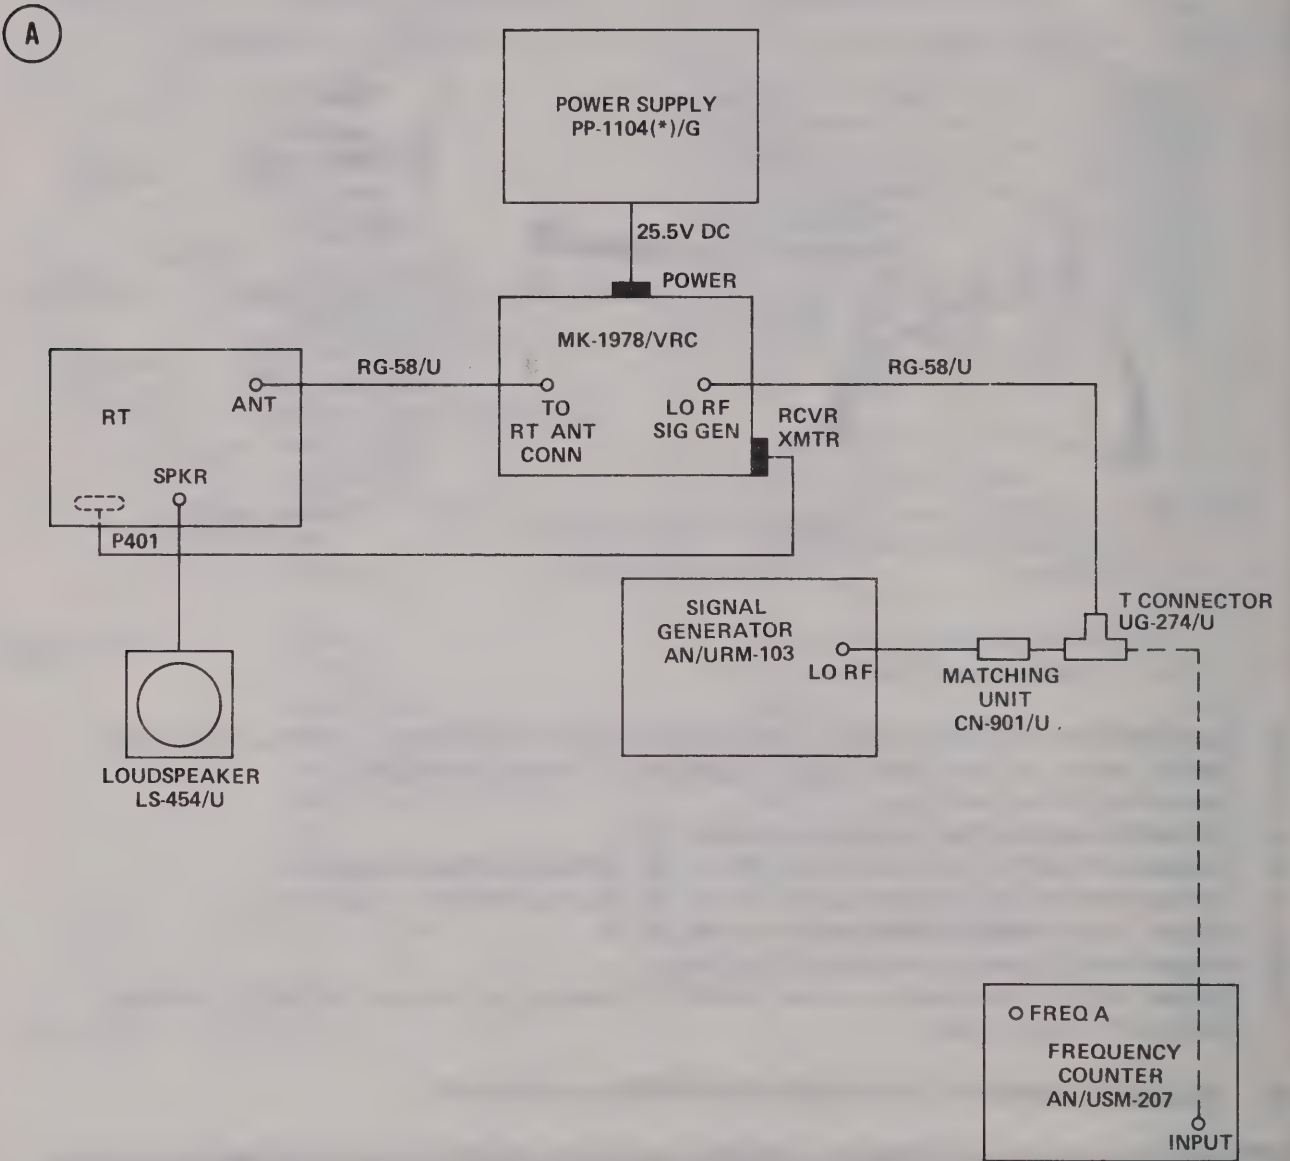 A
POWER SUPPLY
PP-1104(*)/G
25.5V DC
POWER
MK-1978/VRC
RG-58/U
RG-58/U
RT
ANT
TO
RT ANT
CONN
LO RF
SIG GEN
RCVR
XMTR
SPKR
P401
SIGNAL
GENERATOR
AN/URM-103
LO RF
T CONNECTOR
UG-274/U
MATCHING
UNIT
CN-901/U
LOUDSPEAKER
LS-454/U
FREQ A
FREQUENCY
COUNTER
AN/USM-207
INPUT